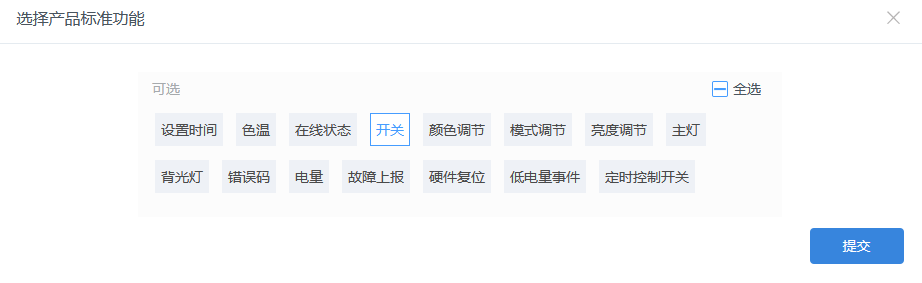 选择产品标准功能
可选 全选
设置时间 色温 在线状态 开关 颜色调节 模式调节 亮度调节 主灯
背光灯 错误码 电量 故障上报 硬件复位 低电量事件 定时控制开关
提交